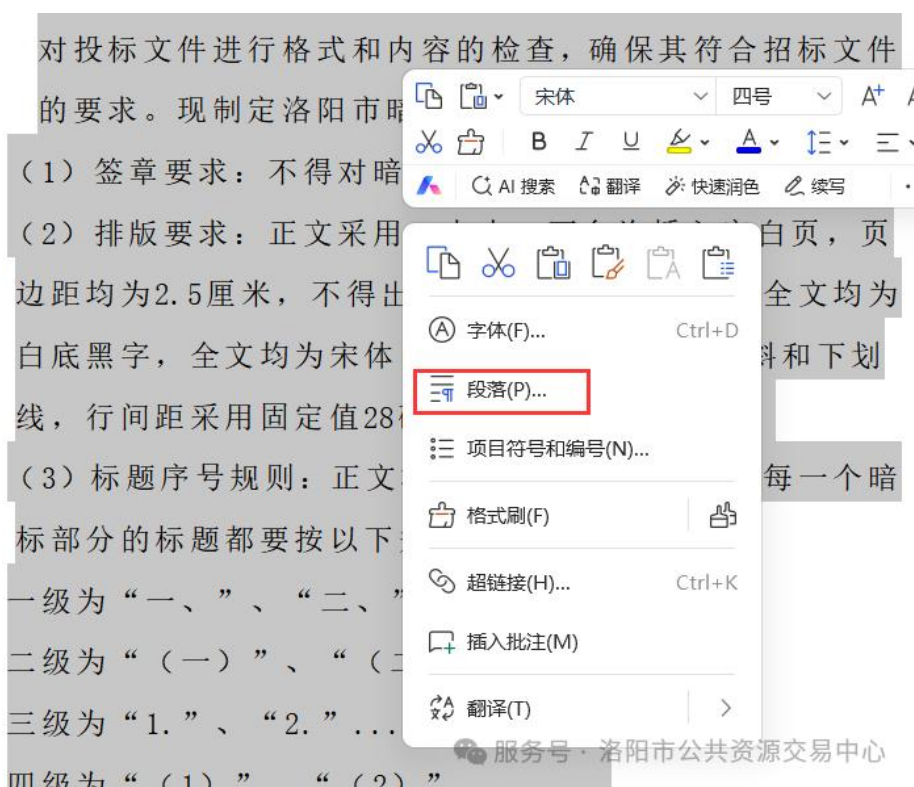 对投标文件进行格式和内容的检查，确保其符合招标文件
的要求。现制定洛阳市暗
（1）签章要求：不得对暗
（2）排版要求：正文采用
白页，页
边距均为2.5厘米，不得出
全文均为
白底黑字，全文均为宋体
和下划
线，行间距采用固定值28
（3）标题序号规则：正文
每一个暗
标部分的标题都要按以下
一级为“一、”、“二、”
二级为“（一）”、“（二
三级为“1.”、“2.”...
四级为“（1）”、“（2）”
宋体 四号 A+
B I U A
AI 搜索 翻译 快速润色 续写
字体(F)... Ctrl+D
段落(P)...
项目符号和编号(N)...
格式刷(F)
超链接(H)... Ctrl+K
插入批注(M)
翻译(T)
服务号 · 洛阳市公共资源交易中心